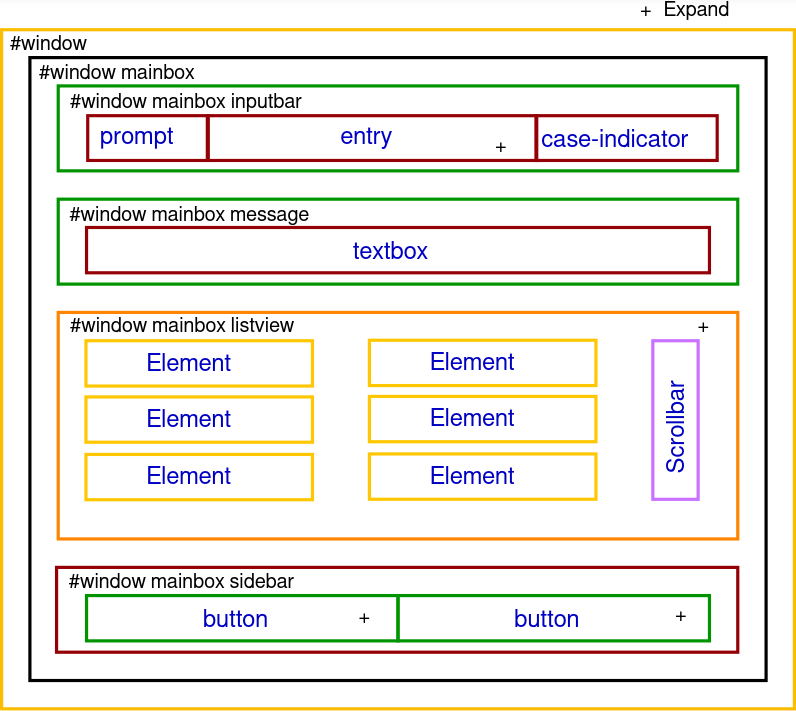 + Expand
#window
#window mainbox
#window mainbox inputbar
prompt entry + case-indicator
#window mainbox message
textbox
#window mainbox listview +
Element Element
Element Element
Element Element
Scrollbar
#window mainbox sidebar
button + button +